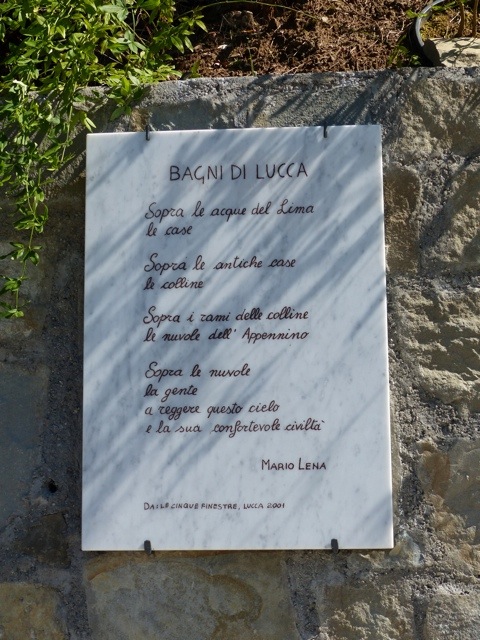 BAGNI DI LUCCA
Sopra le acque del Lima
le case
Sopra le antiche case
le colline
Sopra i rami delle colline
le nuvole dell'Appennino
Sopra le nuvole
la gente
a reggere questo cielo
e la sua confortevole civiltà
MARIO LENA
DALLE CINQUE FINESTRE, LUCCA 2001